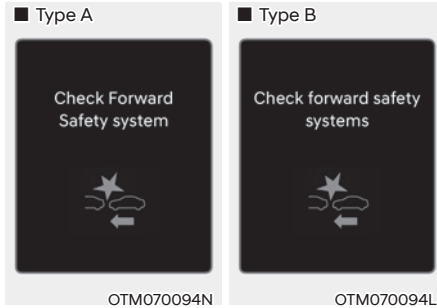 ■ Type A
Check Forward
Safety system
OTM070094N
■ Type B
Check forward safety
systems
OTM070094L